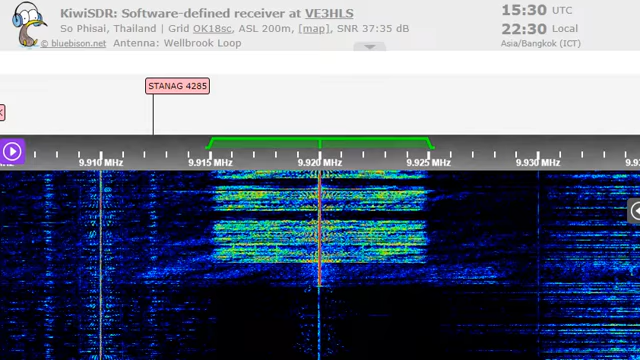 KiwiSDR: Software-defined receiver at VE3HLS
So Phisai, Thailand | Grid OK18sc, ASL 200m, [map], SNR 37:35 dB
© bluebison.net Antenna: Wellbrook Loop
15:30 UTC
22:30 Local
Asia/Bangkok (ICT)
STANAG 4285
9.910 MHz 9.915 MHz 9.920 MHz 9.925 MHz 9.930 MHz